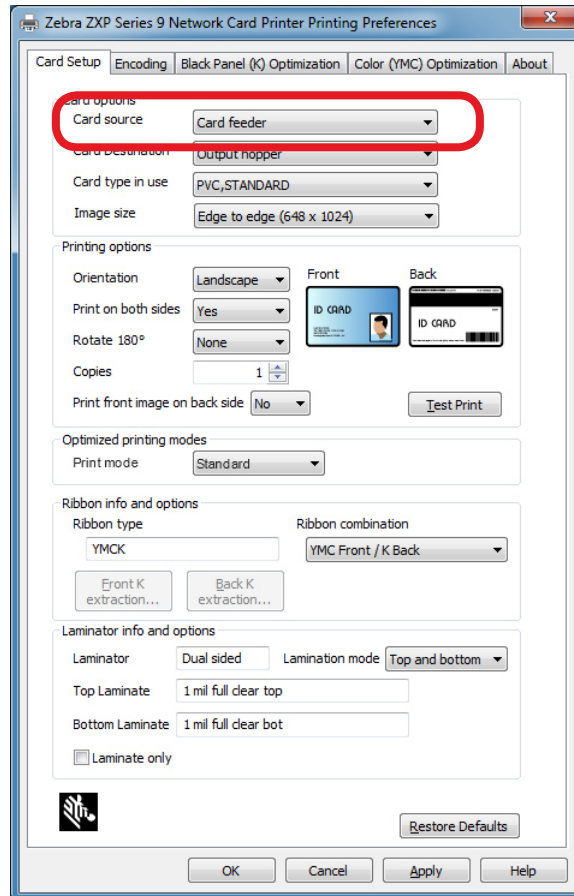 Zebra ZXP Series 9 Network Card Printer Printing Preferences
Card Setup Encoding Black Panel (K) Optimization Color (YMC) Optimization About
Card options
Card source Card feeder
Card Destination Output hopper
Card type in use PVC,STANDARD
Image size Edge to edge (648 x 1024)
Printing options
Orientation Landscape Front Back
Print on both sides Yes
ID CARD ID CARD
Rotate 180° None
Copies 1
Print front image on back side No Test Print
Optimized printing modes
Print mode Standard
Ribbon info and options
Ribbon type Ribbon combination
YMCK YMC Front / K Back
Front K extraction... Back K extraction...
Laminator info and options
Laminator Dual sided Lamination mode Top and bottom
Top Laminate 1 mil full clear top
Bottom Laminate 1 mil full clear bot
Laminate only
Restore Defaults
OK Cancel Apply Help